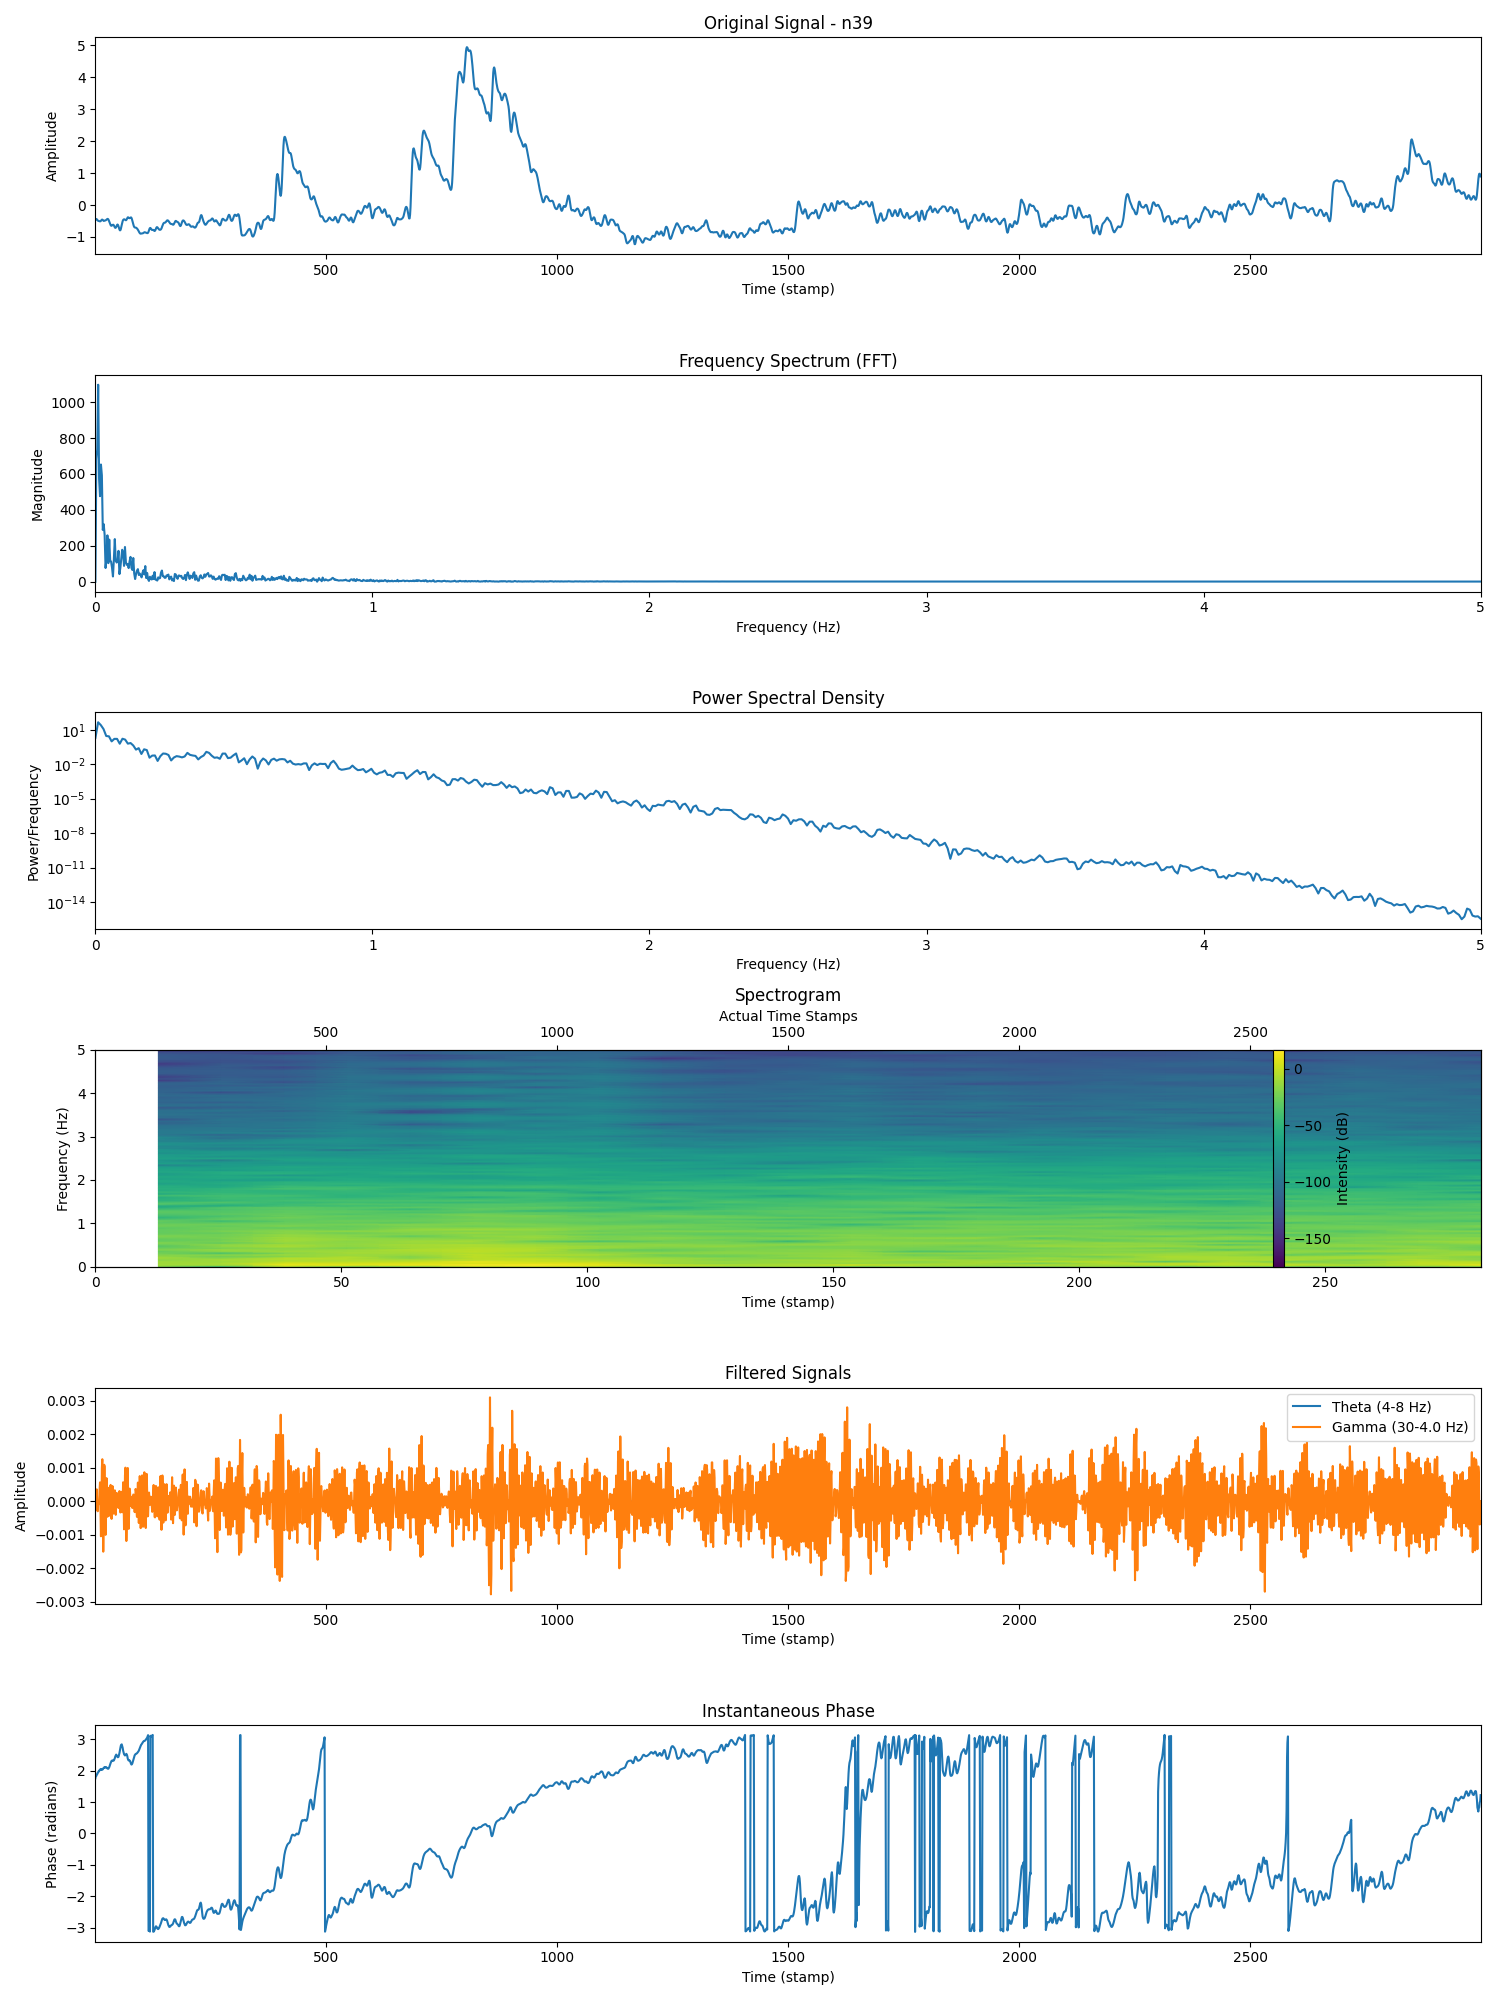 Original Signal - n39
5
4
3
2
1
0
−1
Amplitude
500 1000 1500 2000 2500
Time (stamp)
Frequency Spectrum (FFT)
1000
800
600
400
200
0
Magnitude
0 1 2 3 4 5
Frequency (Hz)
Power Spectral Density
10¹
10⁻²
10⁻⁵
10⁻⁸
10⁻¹¹
10⁻¹⁴
Power/Frequency
0 1 2 3 4 5
Frequency (Hz)
Spectrogram
Actual Time Stamps
500 1000 1500 2000 2500
5
4
3
2
1
0
Frequency (Hz)
0
−50
−100
−150
Intensity (dB)
0 50 100 150 200 250
Time (stamp)
Filtered Signals
0.003
0.002
0.001
0.000
−0.001
−0.002
−0.003
Amplitude
Theta (4-8 Hz)
Gamma (30-4.0 Hz)
500 1000 1500 2000 2500
Time (stamp)
Instantaneous Phase
3
2
1
0
−1
−2
−3
Phase (radians)
500 1000 1500 2000 2500
Time (stamp)